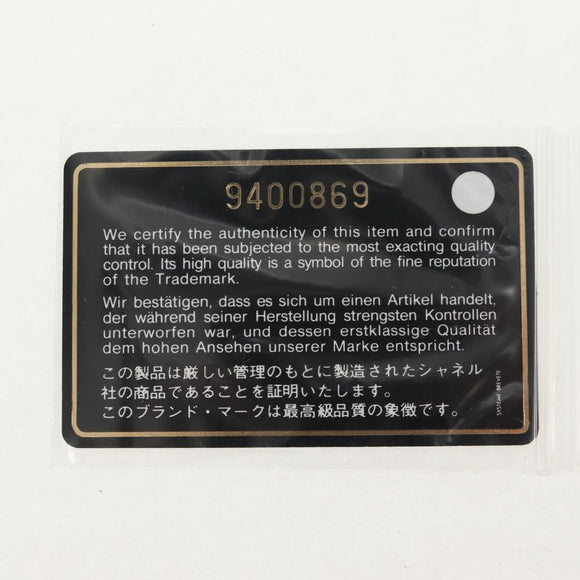 9400869
We certify the authenticity of this item and confirm
that it has been subjected to the most exacting quality
control. Its high quality is a symbol of the fine reputation
of the Trademark.
Wir bestätigen, dass es sich um einen Artikel handelt,
der während seiner Herstellung strengsten Kontrollen
unterworfen war, und dessen erstklassige Qualität
dem hohen Ansehen unserer Marke entspricht.
この製品は厳しい管理のもとに製造されたシャネル
社の商品であることを証明いたします。
このブランド・マークは最高級品質の象徴です。
SYSTEME BREVETE